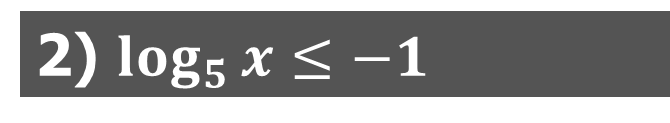 2) log₅ x ≤ −1